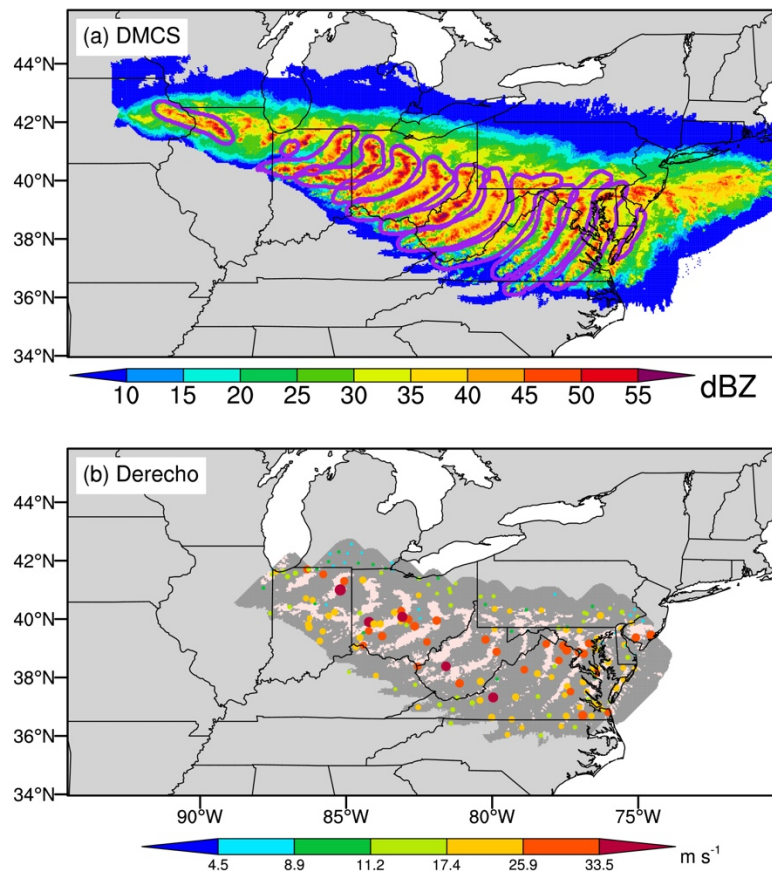 (a) DMCS
44°N
42°N
40°N
38°N
36°N
34°N
10 15 20 25 30 35 40 45 50 55 dBZ
(b) Derecho
44°N
42°N
40°N
38°N
36°N
34°N
90°W 85°W 80°W 75°W
4.5 8.9 11.2 17.4 25.9 33.5 m s⁻¹